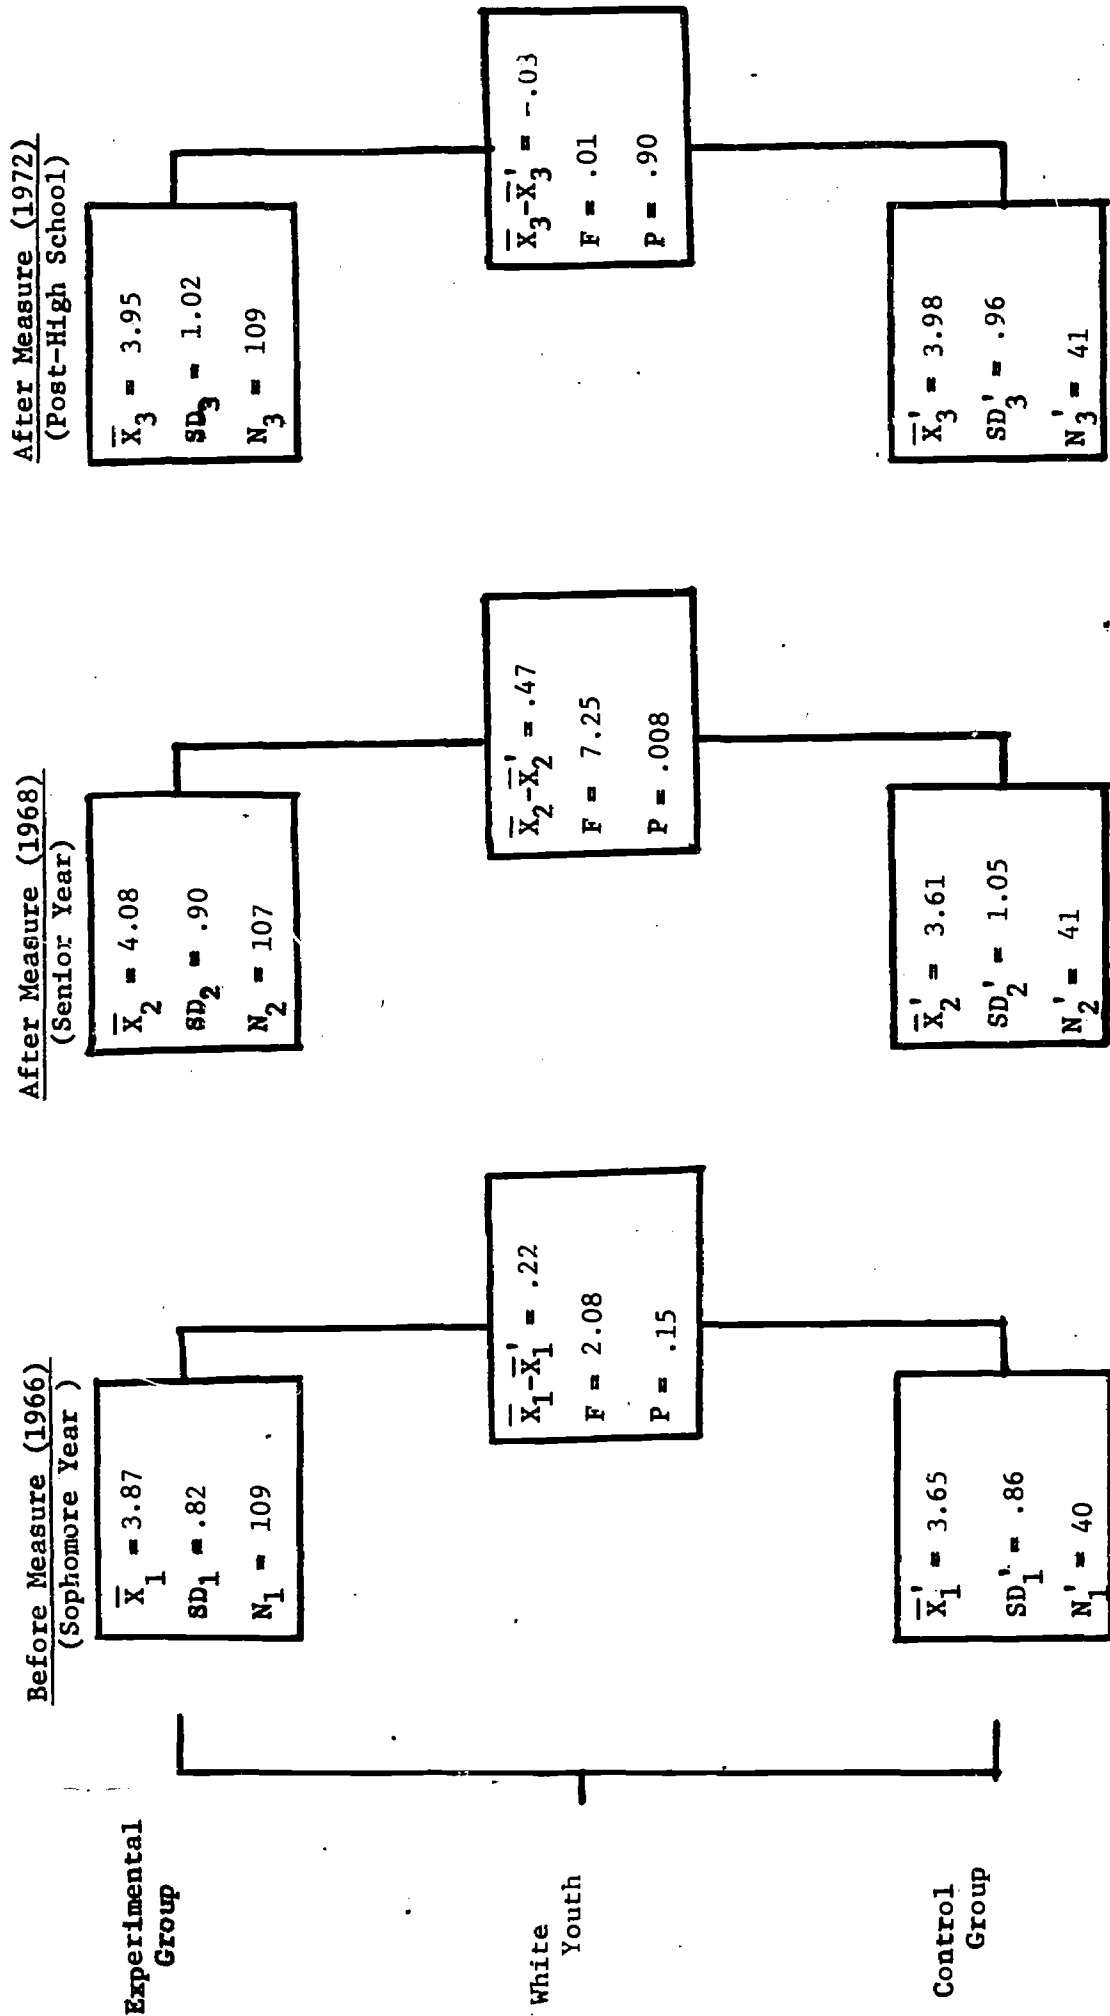 Before Measure (1966)
(Sophomore Year )
After Measure (1968)
(Senior Year)
After Measure (1972)
(Post-High School)
Experimental
Group
X̅1 = 3.87
SD1 = .82
N1 = 109
X̅2 = 4.08
SD2 = .90
N2 = 107
X̅3 = 3.95
SD3 = 1.02
N3 = 109
White
Youth
X̅1-X̅1' = .22
F = 2.08
P = .15
X̅2-X̅2' = .47
F = 7.25
P = .008
X̅3-X̅3' = -.03
F = .01
P = .90
Control
Group
X̅1' = 3.65
SD1' = .86
N1' = 40
X̅2' = 3.61
SD2' = 1.05
N2' = 41
X̅3' = 3.98
SD3' = .96
N3' = 41